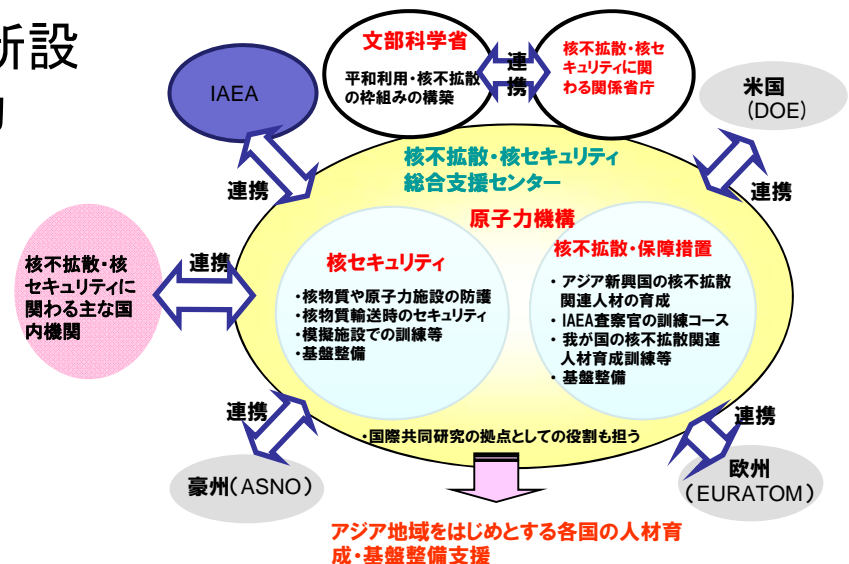 新設
IAEA
文部科学省
平和利用・核不拡散
の枠組みの構築
連
携
核不拡散・核セ
キュリティに関
わる関係省庁
米国
(DOE)
連携
連携
核不拡散・核セキュリティ
総合支援センター
原子力機構
核不拡散・核
セキュリティに
関わる主な国
内機関
連携
核セキュリティ
・核物質や原子力施設の防護
・核物質輸送時のセキュリティ
・模擬施設での訓練等
・基盤整備
核不拡散・保障措置
・ アジア新興国の核不拡散
関連人材の育成
・ IAEA査察官の訓練コース
・ 我が国の核不拡散関連
人材育成訓練等
・ 基盤整備
連携
連携
・国際共同研究の拠点としての役割も担う
豪州(ASNO)
欧州
(EURATOM)
アジア地域をはじめとする各国の人材育
成・基盤整備支援